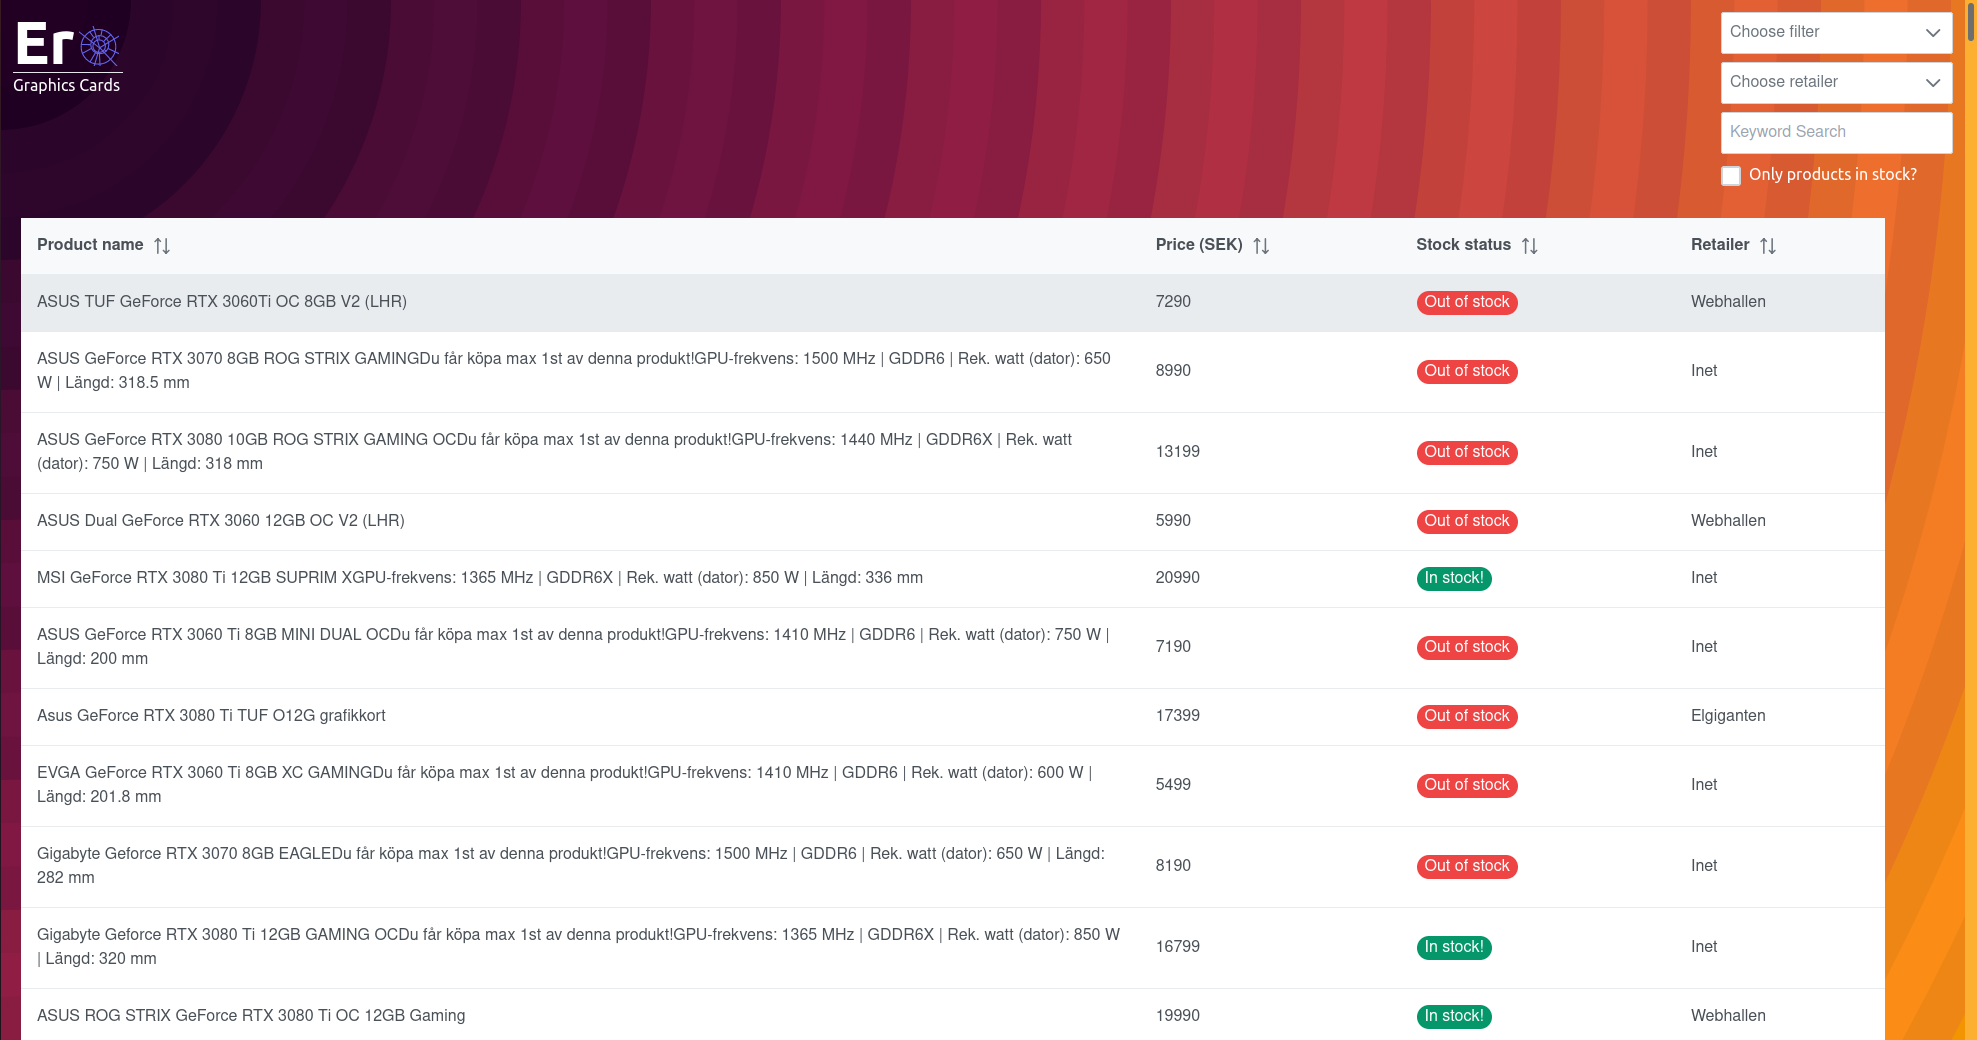 Er
Graphics Cards
Choose filter
Choose retailer
Keyword Search
Only products in stock?
Product name Price (SEK) Stock status Retailer
ASUS TUF GeForce RTX 3060Ti OC 8GB V2 (LHR) 7290 Out of stock Webhallen
ASUS GeForce RTX 3070 8GB ROG STRIX GAMINGDu får köpa max 1st av denna produkt!GPU-frekvens: 1500 MHz | GDDR6 | Rek. watt (dator): 650
W | Längd: 318.5 mm
8990 Out of stock Inet
ASUS GeForce RTX 3080 10GB ROG STRIX GAMING OCDu får köpa max 1st av denna produkt!GPU-frekvens: 1440 MHz | GDDR6X | Rek. watt
(dator): 750 W | Längd: 318 mm
13199 Out of stock Inet
ASUS Dual GeForce RTX 3060 12GB OC V2 (LHR) 5990 Out of stock Webhallen
MSI GeForce RTX 3080 Ti 12GB SUPRIM XGPU-frekvens: 1365 MHz | GDDR6X | Rek. watt (dator): 850 W | Längd: 336 mm 20990 In stock! Inet
ASUS GeForce RTX 3060 Ti 8GB MINI DUAL OCDu får köpa max 1st av denna produkt!GPU-frekvens: 1410 MHz | GDDR6 | Rek. watt (dator): 750 W |
Längd: 200 mm
7190 Out of stock Inet
Asus GeForce RTX 3080 Ti TUF O12G grafikkort 17399 Out of stock Elgiganten
EVGA GeForce RTX 3060 Ti 8GB XC GAMINGDu får köpa max 1st av denna produkt!GPU-frekvens: 1410 MHz | GDDR6 | Rek. watt (dator): 600 W |
Längd: 201.8 mm
5499 Out of stock Inet
Gigabyte Geforce RTX 3070 8GB EAGLEDu får köpa max 1st av denna produkt!GPU-frekvens: 1500 MHz | GDDR6 | Rek. watt (dator): 650 W | Längd:
282 mm
8190 Out of stock Inet
Gigabyte Geforce RTX 3080 Ti 12GB GAMING OCDu får köpa max 1st av denna produkt!GPU-frekvens: 1365 MHz | GDDR6X | Rek. watt (dator): 850 W
| Längd: 320 mm
16799 In stock! Inet
ASUS ROG STRIX GeForce RTX 3080 Ti OC 12GB Gaming 19990 In stock! Webhallen